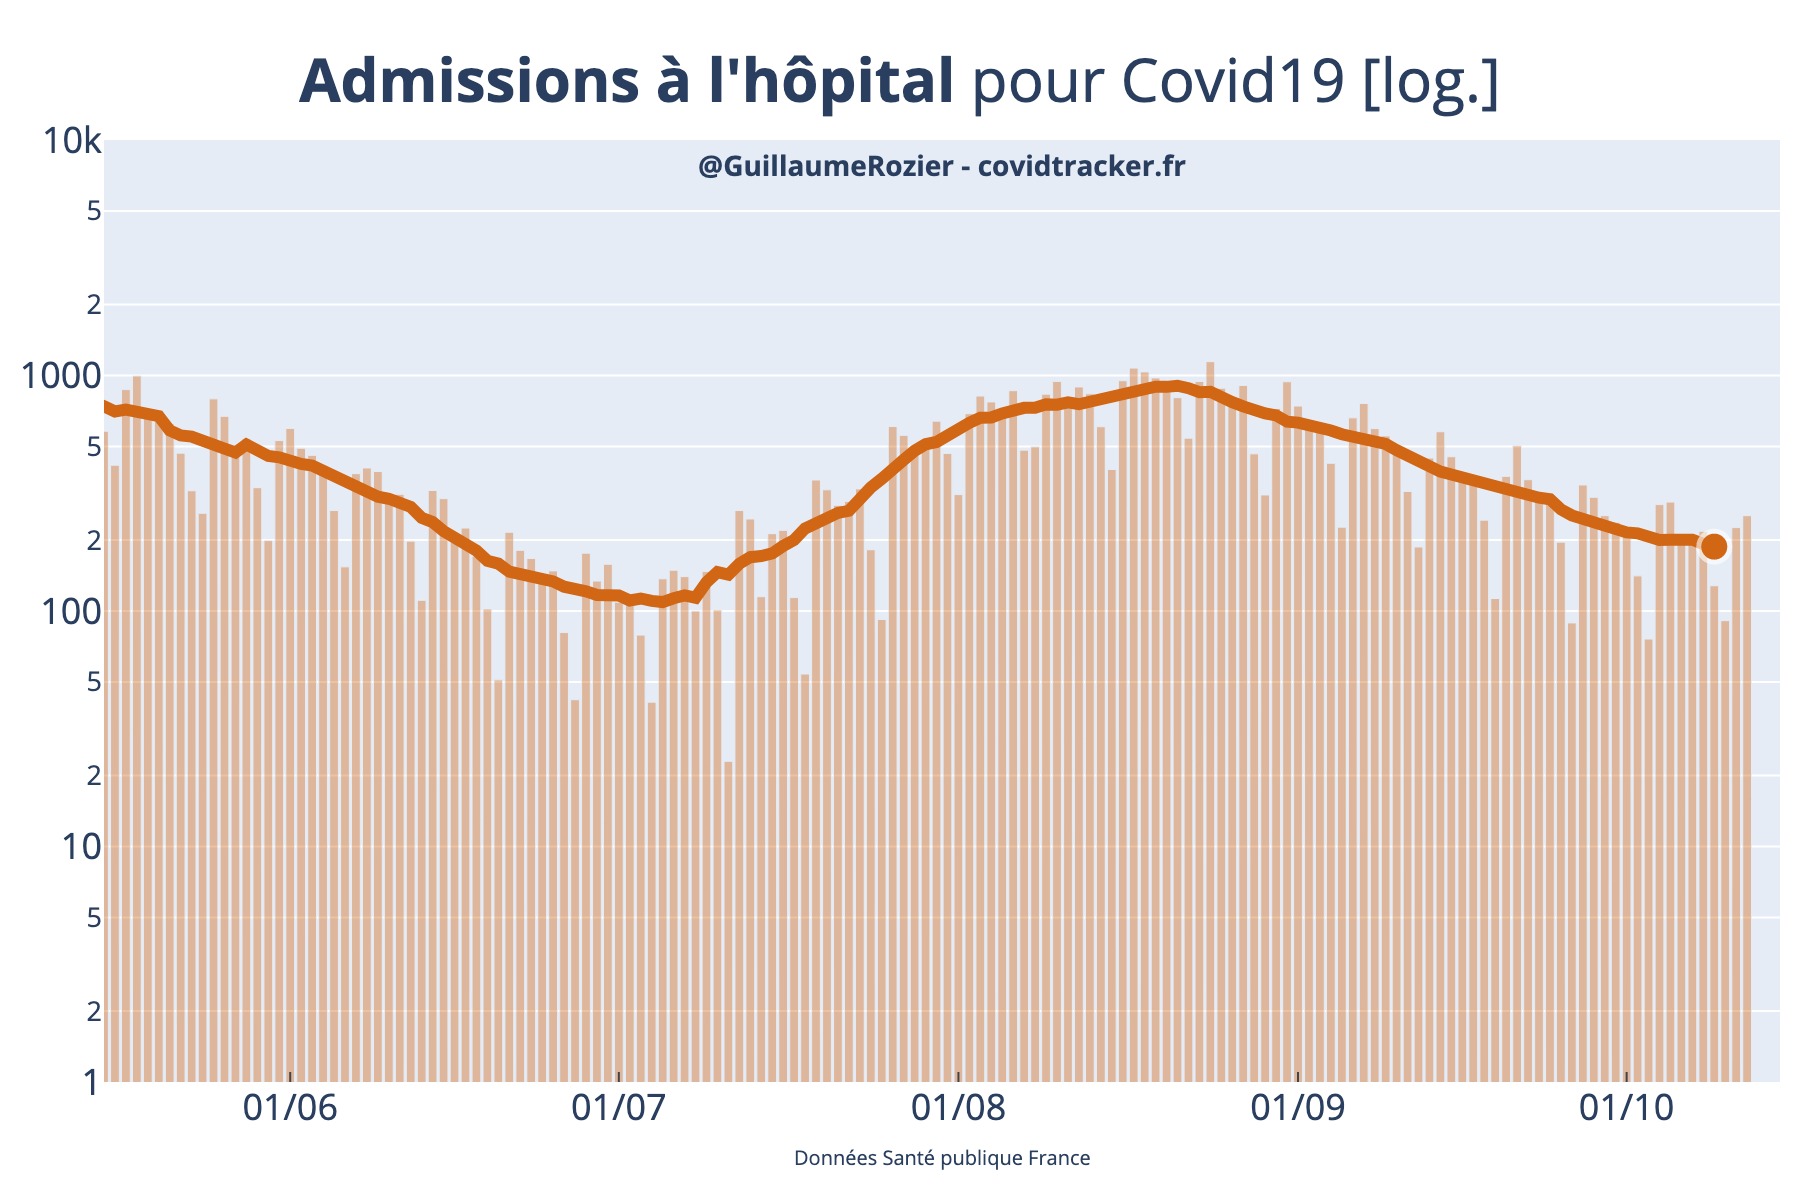 Admissions à l'hôpital pour Covid19 [log.]
@GuillaumeRozier - covidtracker.fr
10k
5
2
1000
5
2
100
5
2
10
5
2
1
01/06 01/07 01/08 01/09 01/10
Données Santé publique France